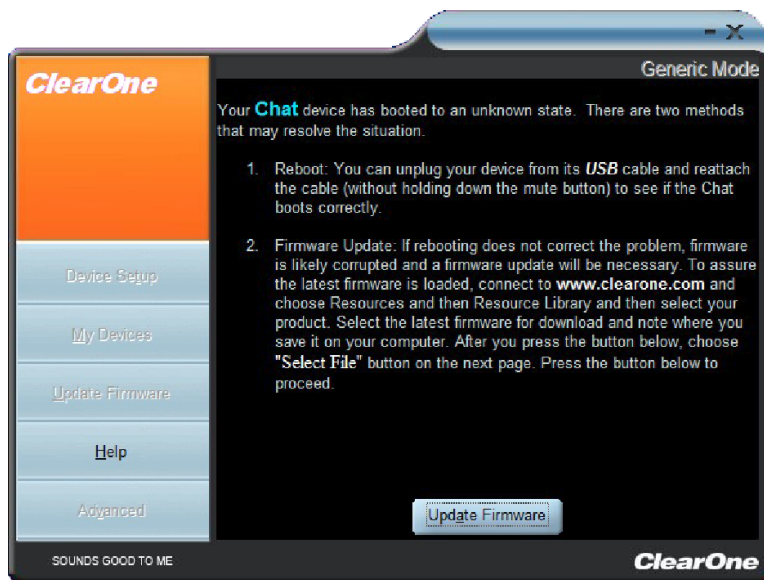 Generic Mode
ClearOne
Your Chat device has booted to an unknown state. There are two methods
that may resolve the situation.
1. Reboot: You can unplug your device from its USB cable and reattach
the cable (without holding down the mute button) to see if the Chat
boots correctly.
2. Firmware Update: If rebooting does not correct the problem, firmware
is likely corrupted and a firmware update will be necessary. To assure
the latest firmware is loaded, connect to www.clearone.com and
choose Resources and then Resource Library and then select your
product. Select the latest firmware for download and note where you
save it on your computer. After you press the button below, choose
"Select File" button on the next page. Press the button below to
proceed.
Device Setup
My Devices
Update Firmware
Help
Advanced
Update Firmware
SOUNDS GOOD TO ME
ClearOne